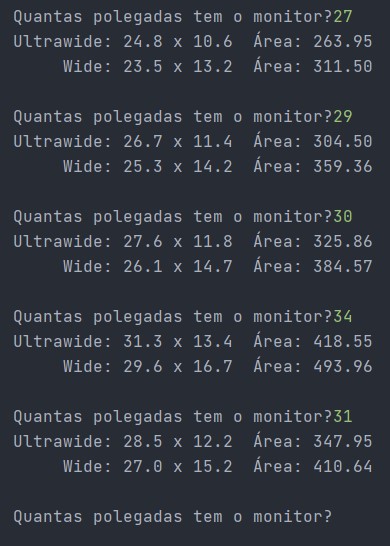 Quantas polegadas tem o monitor?27
Ultrawide: 24.8 x 10.6  Área: 263.95
     Wide: 23.5 x 13.2  Área: 311.50

Quantas polegadas tem o monitor?29
Ultrawide: 26.7 x 11.4  Área: 304.50
     Wide: 25.3 x 14.2  Área: 359.36

Quantas polegadas tem o monitor?30
Ultrawide: 27.6 x 11.8  Área: 325.86
     Wide: 26.1 x 14.7  Área: 384.57

Quantas polegadas tem o monitor?34
Ultrawide: 31.3 x 13.4  Área: 418.55
     Wide: 29.6 x 16.7  Área: 493.96

Quantas polegadas tem o monitor?31
Ultrawide: 28.5 x 12.2  Área: 347.95
     Wide: 27.0 x 15.2  Área: 410.64

Quantas polegadas tem o monitor?